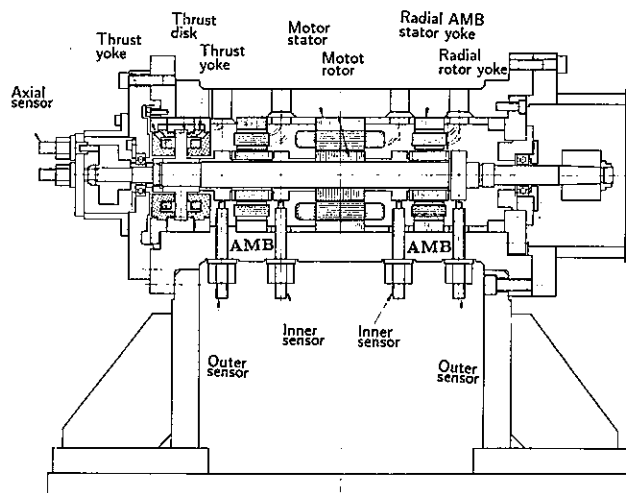 Thrust
disk
Thrust
yoke
Thrust
yoke
Motor
stator
Motot
rotor
Radial AMB
stator yoke
Radial
rotor yoke
Axial
sensor
AMB
AMB
Inner
sensor
Inner
sensor
Outer
sensor
Outer
sensor